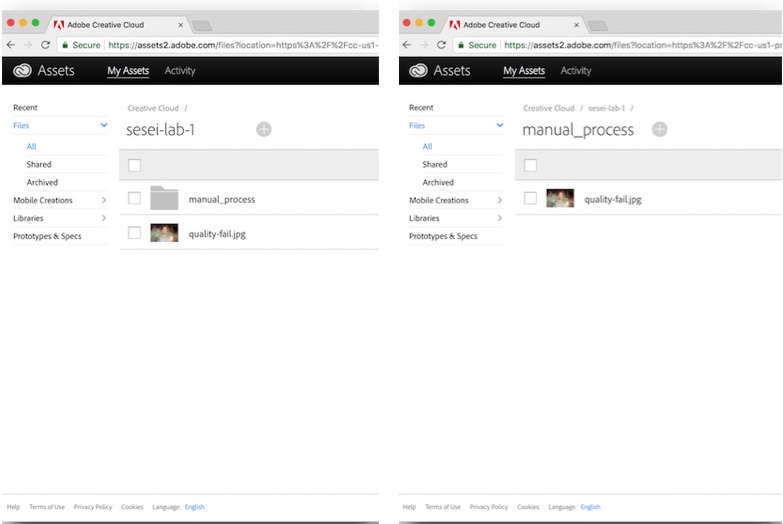 Adobe Creative Cloud
Secure https://assets2.adobe.com/files?location=https%3A%2F%2Fcc-us1-
Assets My Assets Activity
Recent
Files
All
Shared
Archived
Mobile Creations
Libraries
Prototypes & Specs
Creative Cloud /
sesei-lab-1
manual_process
quality-fail.jpg
Help Terms of Use Privacy Policy Cookies Language: English
Adobe Creative Cloud
Secure https://assets2.adobe.com/files?location=https%3A%2F%2Fcc-us1-pr
Assets My Assets Activity
Recent
Files
All
Shared
Archived
Mobile Creations
Libraries
Prototypes & Specs
Creative Cloud / sesei-lab-1 /
manual_process
quality-fail.jpg
Help Terms of Use Privacy Policy Cookies Language: English